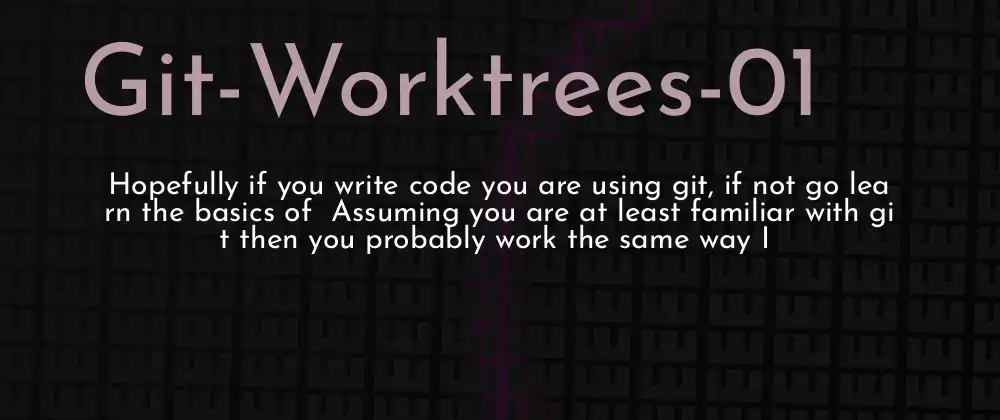 Git-Worktrees-01
Hopefully if you write code you are using git, if not go lea
rn the basics of  Assuming you are at least familiar with gi
t then you probably work the same way I